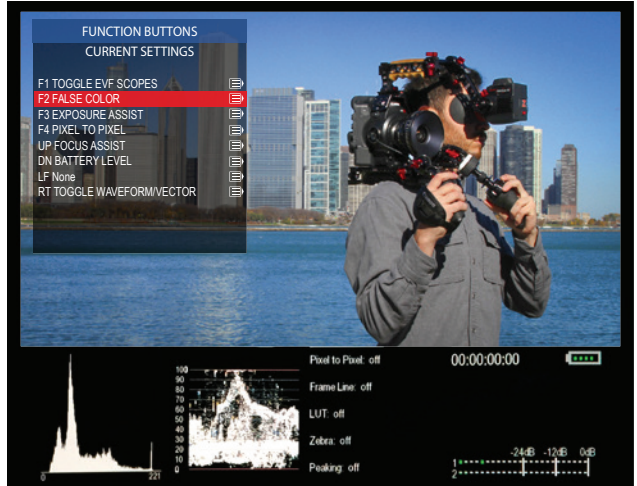 FUNCTION BUTTONS
CURRENT SETTINGS
F1 TOGGLE EVF SCOPES
F2 FALSE COLOR
F3 EXPOSURE ASSIST
F4 PIXEL TO PIXEL
UP FOCUS ASSIST
DN BATTERY LEVEL
LF None
RT TOGGLE WAVEFORM/VECTOR
Pixel to Pixel: off
00:00:00:00
Frame Line: off
LUT: off
Zebra: off
Peaking: off
100
90
80
70
60
50
40
30
20
10
0
0
221
-24dB -12dB 0dB
1
2